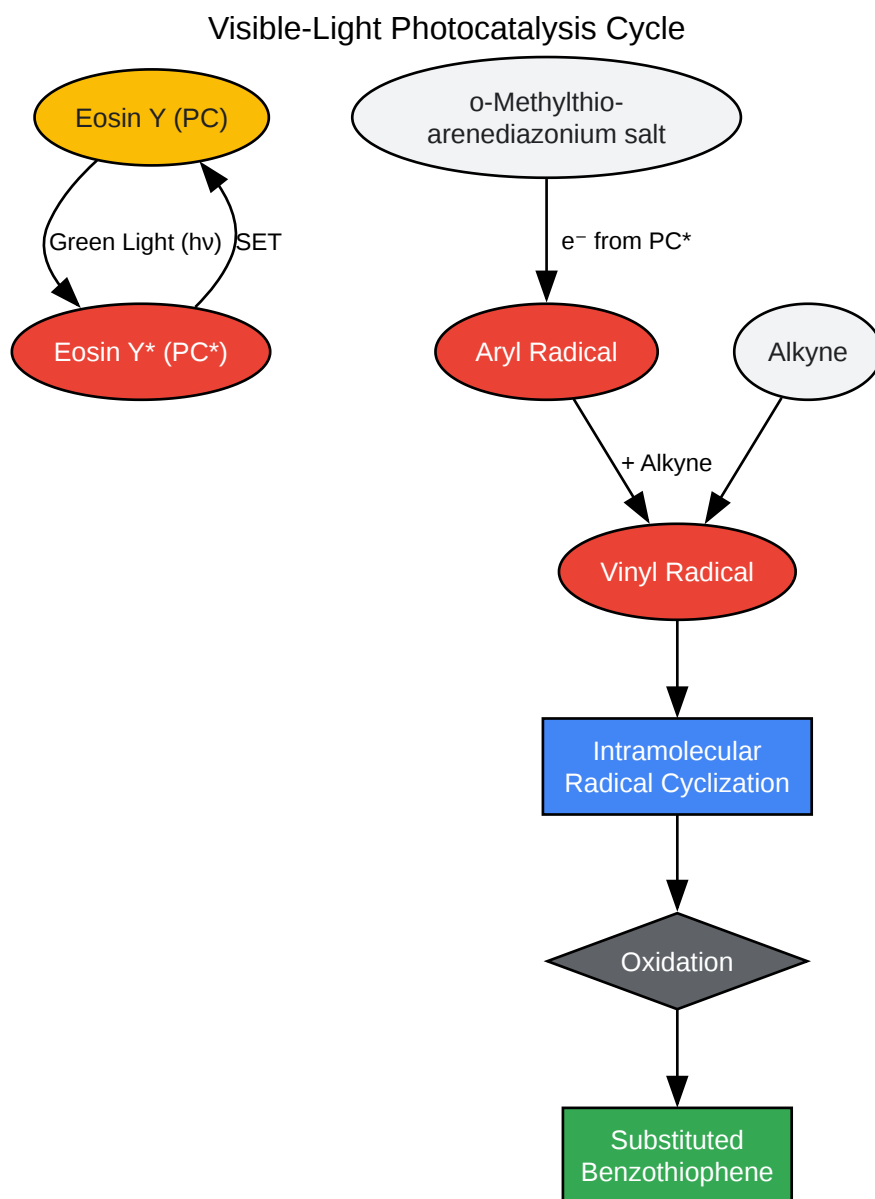 Visible-Light Photocatalysis Cycle
Eosin Y (PC)
o-Methylthio-
arenediazonium salt
Green Light (hν)
SET
e⁻ from PC*
Eosin Y* (PC*)
Aryl Radical
Alkyne
+ Alkyne
Vinyl Radical
Intramolecular
Radical Cyclization
Oxidation
Substituted
Benzothiophene